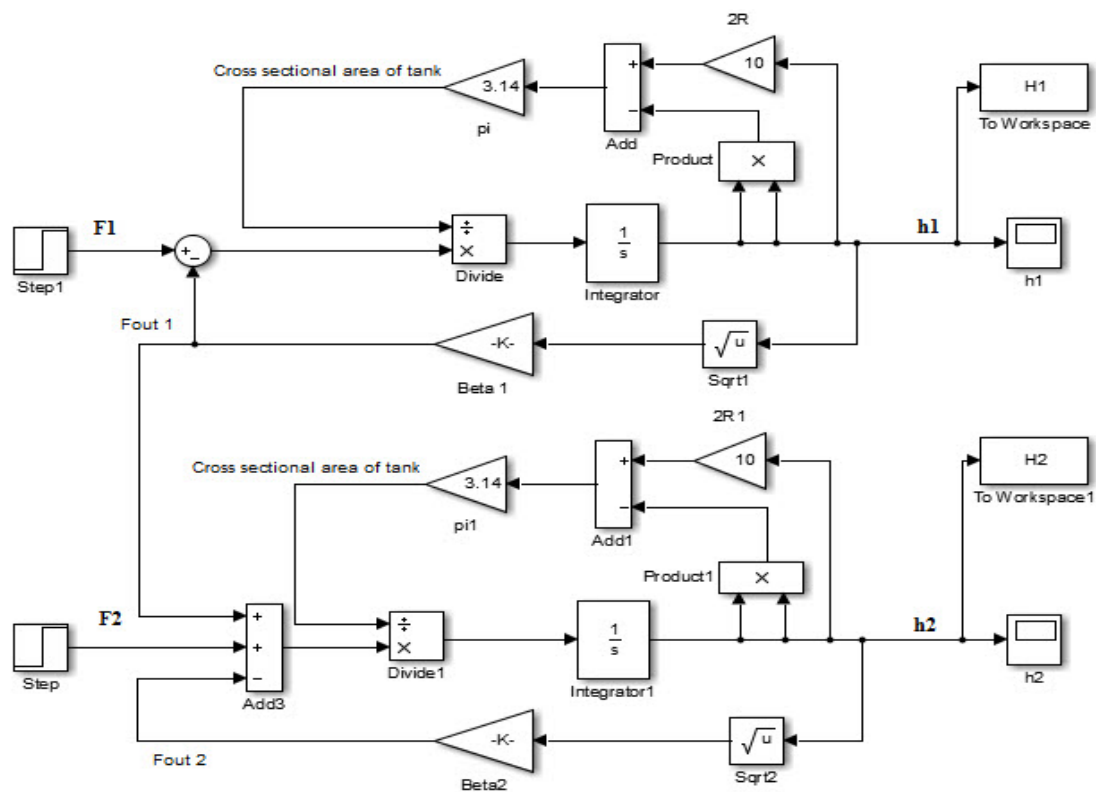 2R
10
Cross sectional area of tank
3.14
pi
+
−
Add
H1
To Workspace
Product
×
F1
Step1
+
−
÷
×
Divide
1
s
Integrator
h1
h1
Fout 1
-K-
Beta 1
√u
Sqrt1
2R1
10
Cross sectional area of tank
3.14
pi1
+
−
Add1
H2
To Workspace1
Product1
×
F2
Step
+
+
−
Add3
÷
×
Divide1
1
s
Integrator1
h2
h2
Fout 2
-K-
Beta2
√u
Sqrt2